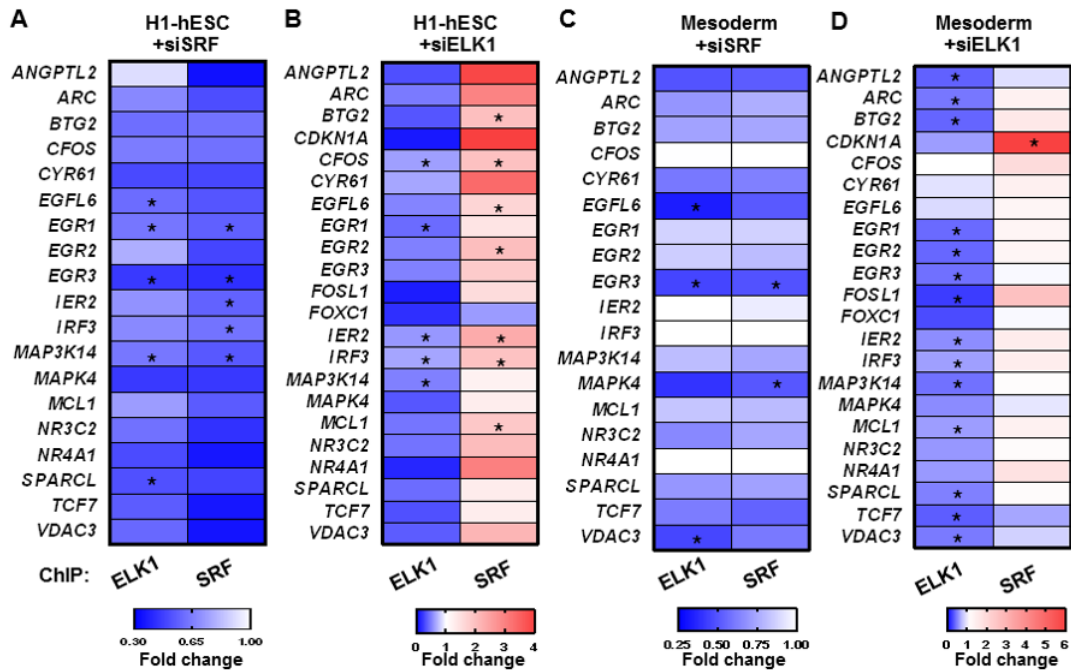 A
H1-hESC
+siSRF
ANGPTL2
ARC
BTG2
CFOS
CYR61
EGFL6
*
EGR1
* *
EGR2
EGR3
* *
IER2
*
IRF3
*
MAP3K14
* *
MAPK4
MCL1
NR3C2
NR4A1
SPARCL
*
TCF7
VDAC3
ChIP:
ELK1
SRF
0.30 0.65 1.00
Fold change
B
H1-hESC
+siELK1
ANGPTL2
ARC
BTG2
*
CDKN1A
CFOS
* *
CYR61
EGFL6
*
EGR1
*
EGR2
*
EGR3
FOSL1
FOXC1
IER2
* *
IRF3
* *
MAP3K14
*
MAPK4
MCL1
*
NR3C2
NR4A1
SPARCL
TCF7
VDAC3
ELK1
SRF
0 1 2 3 4
Fold change
C
Mesoderm
+siSRF
ANGPTL2
ARC
BTG2
CFOS
CYR61
EGFL6
*
EGR1
EGR2
EGR3
* *
IER2
IRF3
MAP3K14
MAPK4
*
MCL1
NR3C2
NR4A1
SPARCL
TCF7
VDAC3
*
ELK1
SRF
0.25 0.50 0.75 1.00
Fold change
D
Mesoderm
+siELK1
ANGPTL2
*
ARC
*
BTG2
*
CDKN1A
*
CFOS
CYR61
EGFL6
EGR1
*
EGR2
*
EGR3
*
FOSL1
*
FOXC1
IER2
*
IRF3
*
MAP3K14
*
MAPK4
MCL1
*
NR3C2
NR4A1
SPARCL
*
TCF7
*
VDAC3
*
ELK1
SRF
0 1 2 3 4 5 6
Fold change